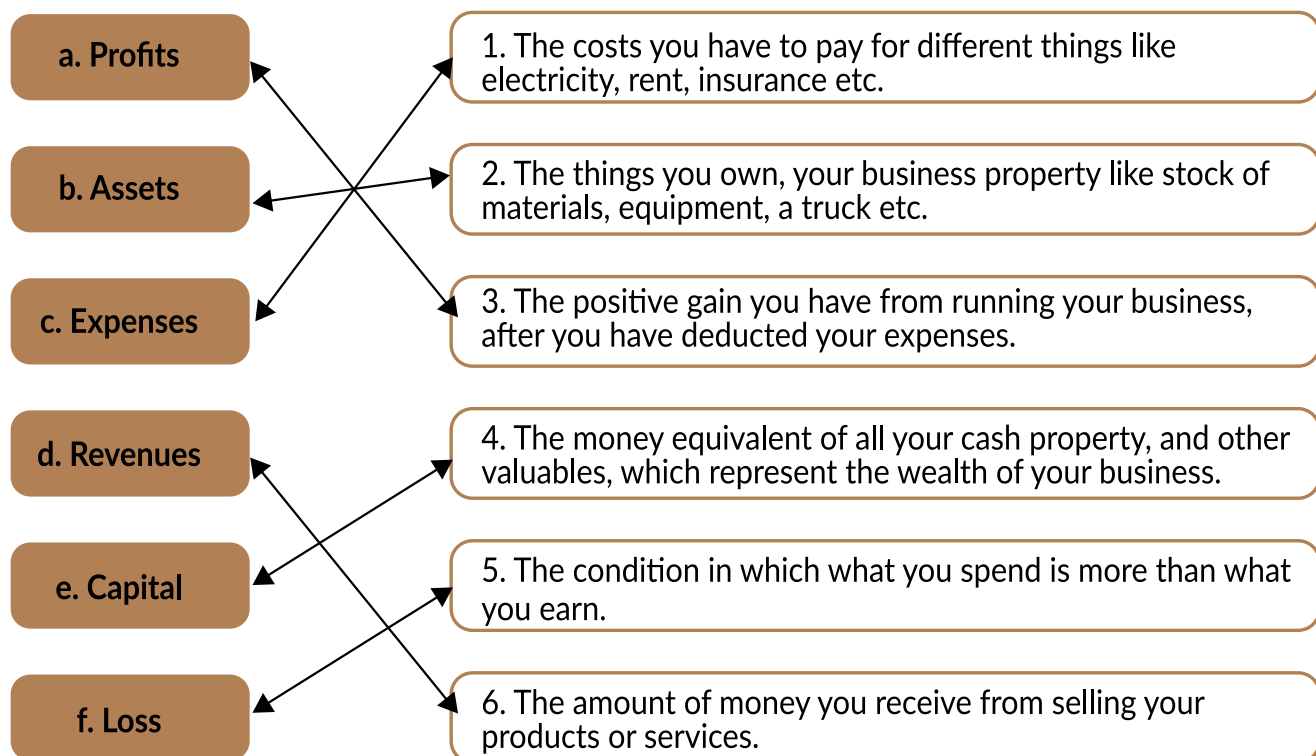 a. Profits
1. The costs you have to pay for different things like
electricity, rent, insurance etc.
b. Assets
2. The things you own, your business property like stock of
materials, equipment, a truck etc.
c. Expenses
3. The positive gain you have from running your business,
after you have deducted your expenses.
d. Revenues
4. The money equivalent of all your cash property, and other
valuables, which represent the wealth of your business.
e. Capital
5. The condition in which what you spend is more than what
you earn.
f. Loss
6. The amount of money you receive from selling your
products or services.